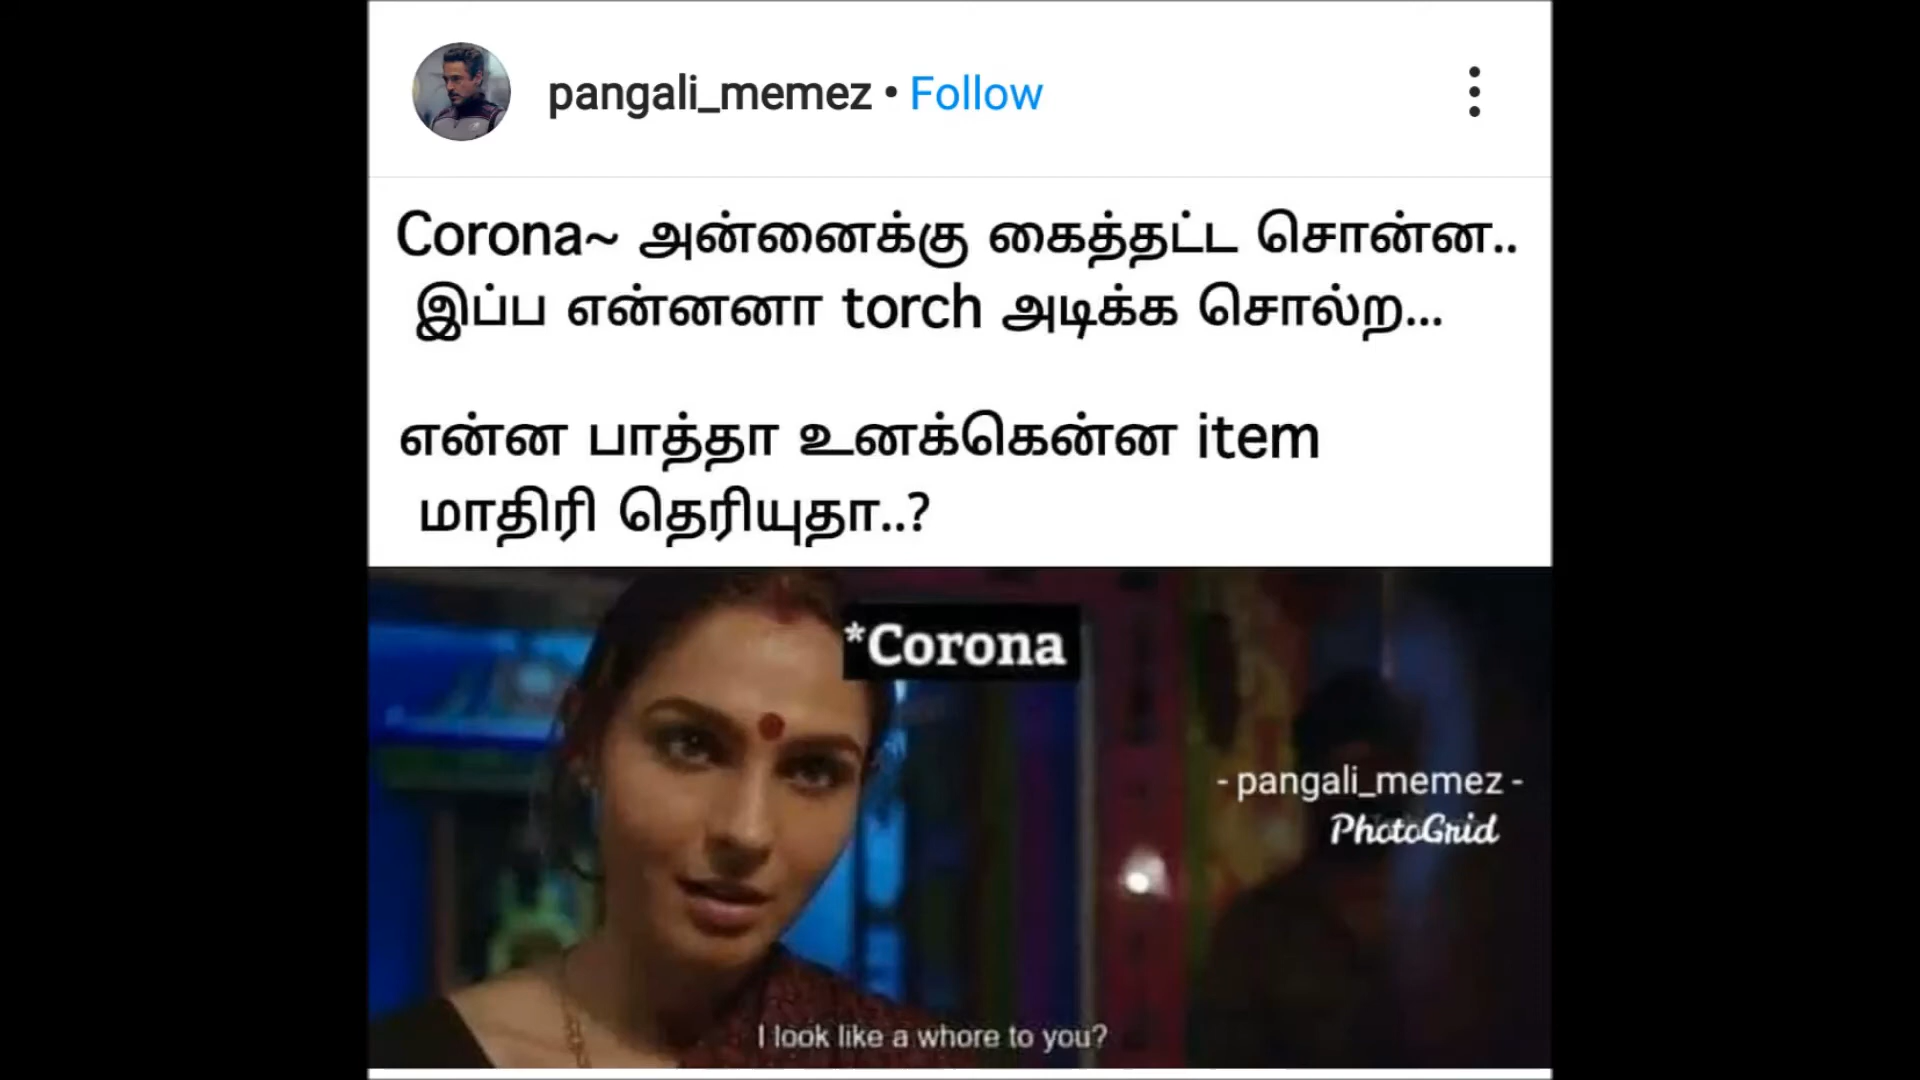 pangali_memez • Follow
Corona~ அன்னைக்கு கைத்தட்ட சொன்ன..
இப்ப என்னனா torch அடிக்க சொல்ற...
என்ன பாத்தா உனக்கென்ன item
மாதிரி தெரியுதா..?
*Corona
- pangali_memez -
PhotoGrid
I look like a whore to you?